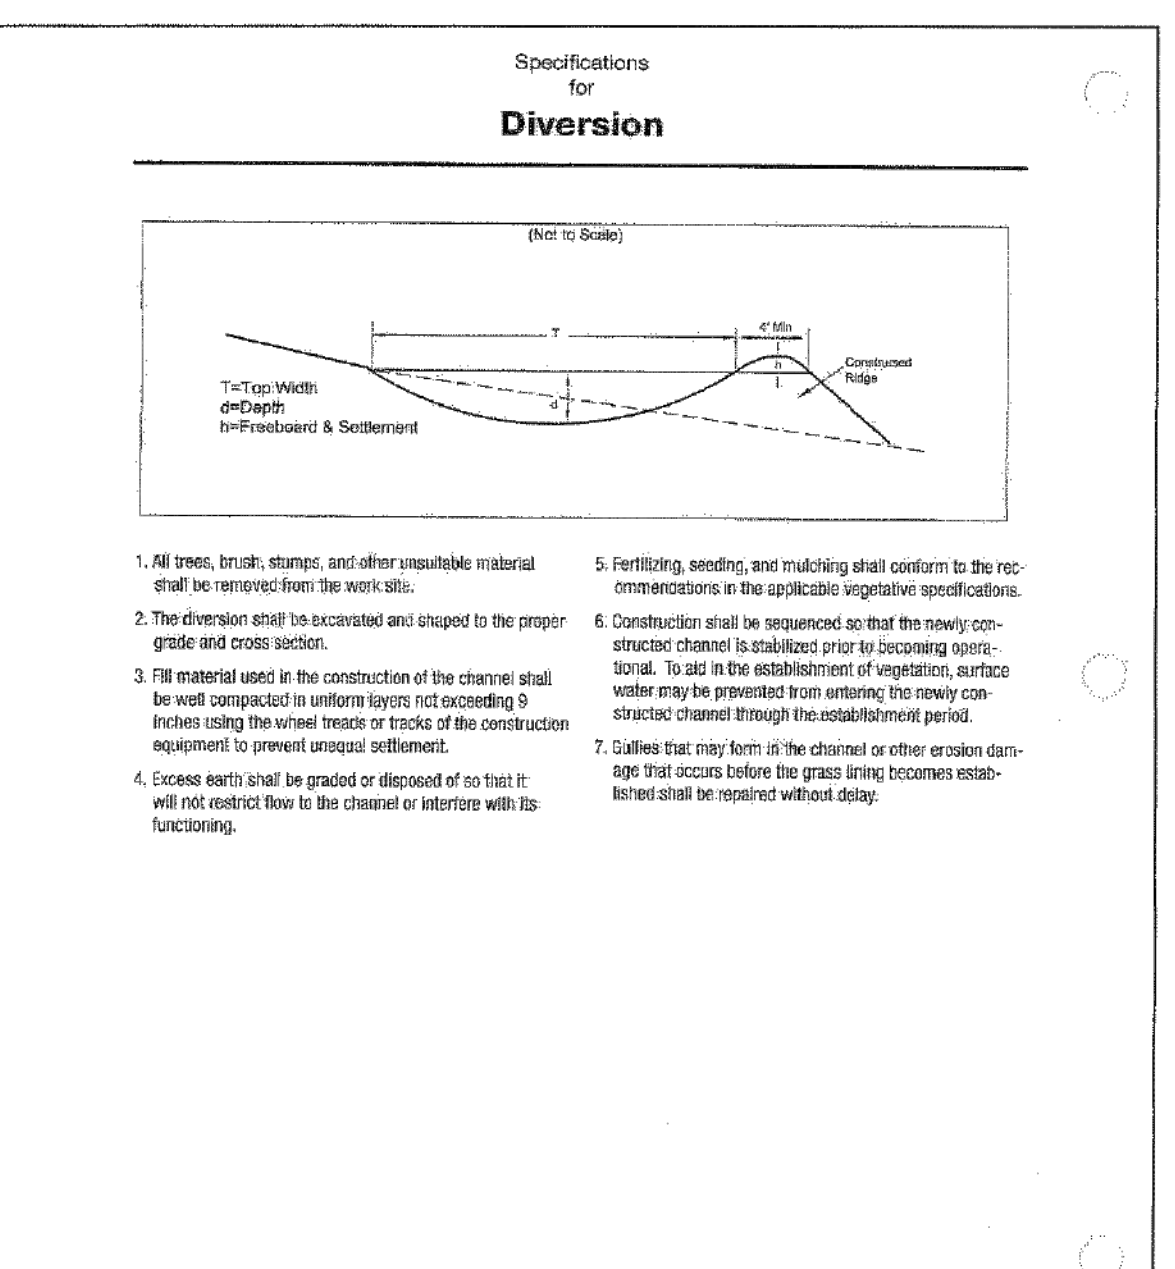 Specifications
for
Diversion
(Not to Scale)
T
4' Min
h
Construced
Ridge
d
T=Top Width
d=Depth
h=Freeboard & Settlement
1. All trees, brush, stumps, and other unsuitable material
shall be removed from the work site.
2. The diversion shall be excavated and shaped to the proper
grade and cross section.
3. Fill material used in the construction of the channel shall
be well compacted in uniform layers not exceeding 9
inches using the wheel treads or tracks of the construction
equipment to prevent unequal settlement.
4. Excess earth shall be graded or disposed of so that it
will not restrict flow to the channel or interfere with its
functioning.
5. Fertilizing, seeding, and mulching shall conform to the rec-
ommendations in the applicable vegetative specifications.
6. Construction shall be sequenced so that the newly con-
structed channel is stabilized prior to becoming opera-
tional. To aid in the establishment of vegetation, surface
water may be prevented from entering the newly con-
structed channel through the establishment period.
7. Gullies that may form in the channel or other erosion dam-
age that occurs before the grass lining becomes estab-
lished shall be repaired without delay.